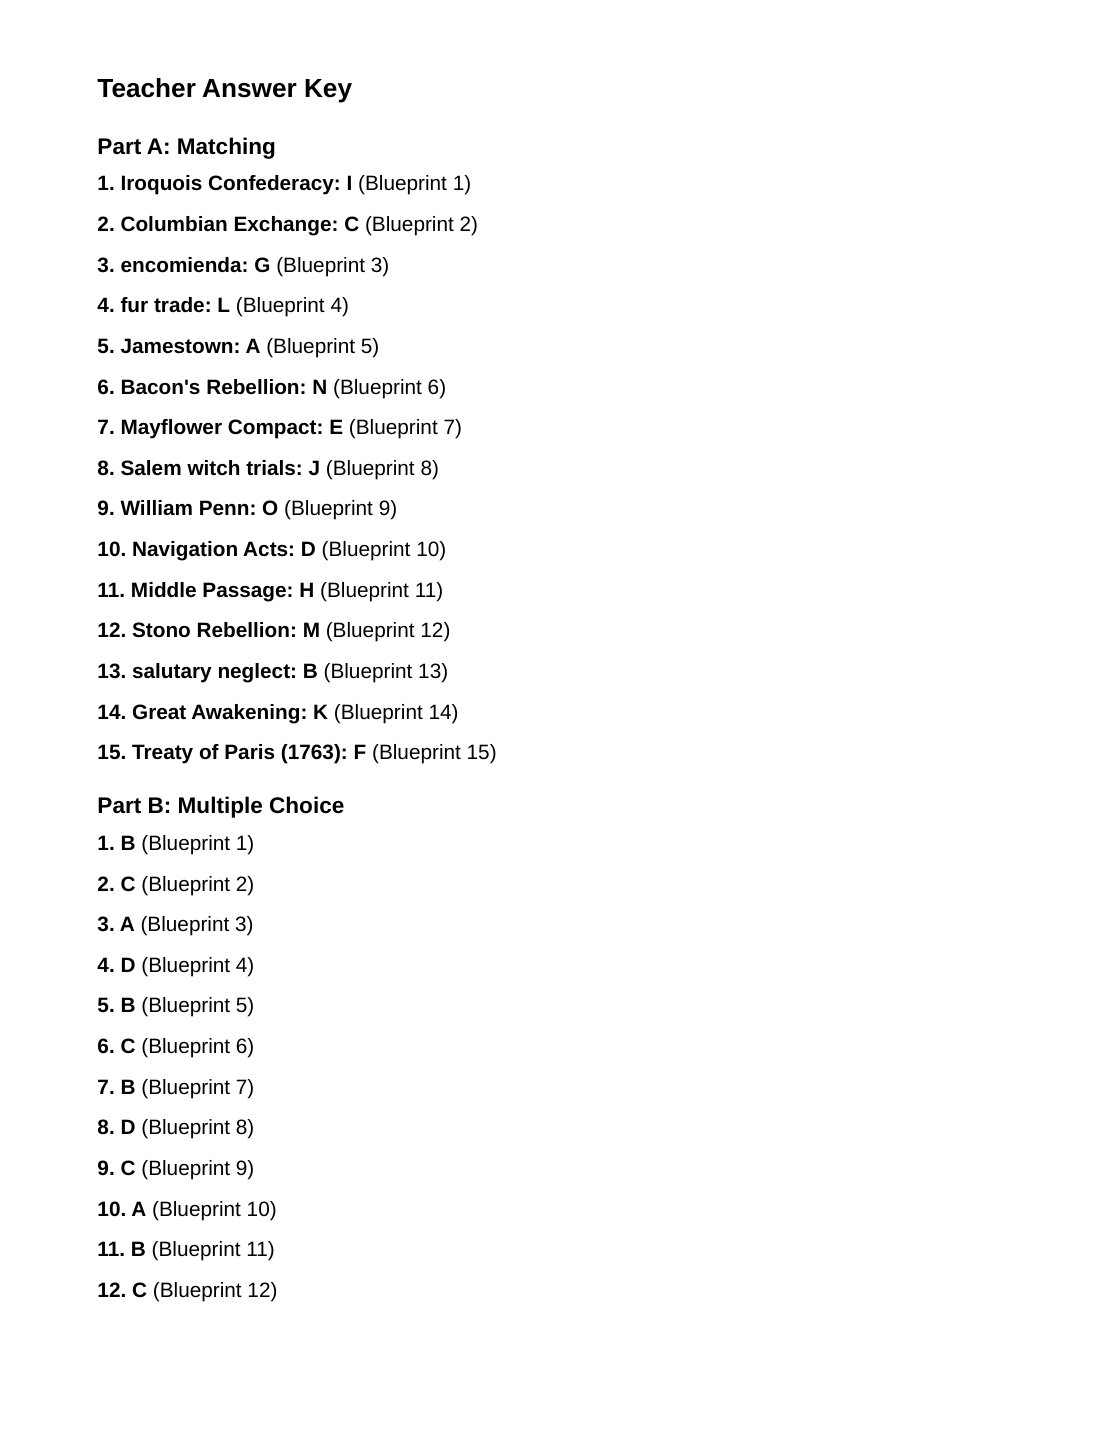 Teacher Answer Key
Part A: Matching
1. Iroquois Confederacy: I (Blueprint 1)
2. Columbian Exchange: C (Blueprint 2)
3. encomienda: G (Blueprint 3)
4. fur trade: L (Blueprint 4)
5. Jamestown: A (Blueprint 5)
6. Bacon's Rebellion: N (Blueprint 6)
7. Mayflower Compact: E (Blueprint 7)
8. Salem witch trials: J (Blueprint 8)
9. William Penn: O (Blueprint 9)
10. Navigation Acts: D (Blueprint 10)
11. Middle Passage: H (Blueprint 11)
12. Stono Rebellion: M (Blueprint 12)
13. salutary neglect: B (Blueprint 13)
14. Great Awakening: K (Blueprint 14)
15. Treaty of Paris (1763): F (Blueprint 15)
Part B: Multiple Choice
1. B (Blueprint 1)
2. C (Blueprint 2)
3. A (Blueprint 3)
4. D (Blueprint 4)
5. B (Blueprint 5)
6. C (Blueprint 6)
7. B (Blueprint 7)
8. D (Blueprint 8)
9. C (Blueprint 9)
10. A (Blueprint 10)
11. B (Blueprint 11)
12. C (Blueprint 12)